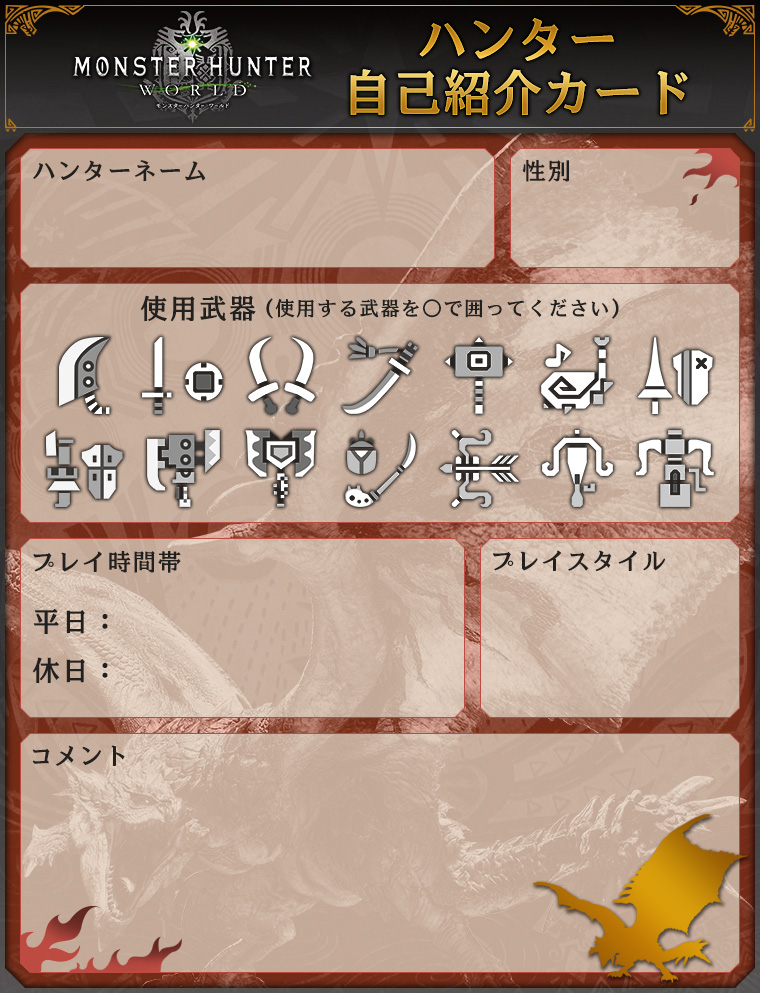 MONSTER HUNTER
WORLD
モンスターハンター：ワールド
ハンター
自己紹介カード
ハンターネーム
性別
使用武器（使用する武器を〇で囲ってください）
プレイ時間帯
プレイスタイル
平日：
休日：
コメント